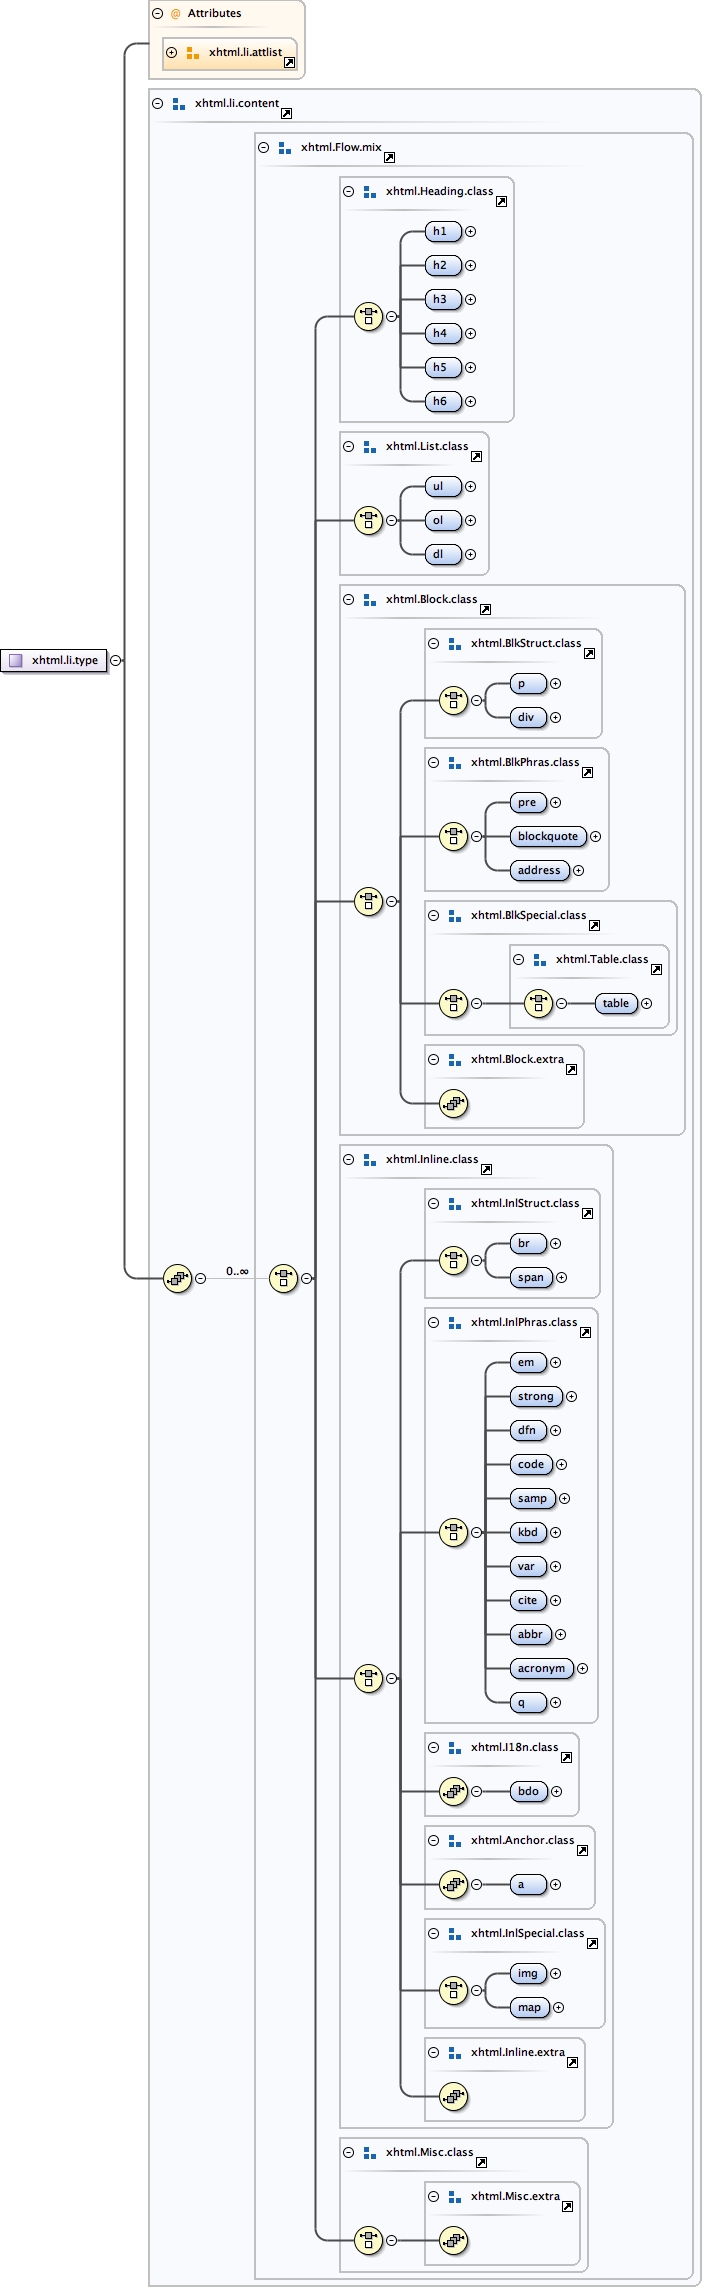 @ Attributes
xhtml.li.attlist
xhtml.li.content
xhtml.Flow.mix
xhtml.Heading.class
h1
h2
h3
h4
h5
h6
xhtml.List.class
ul
ol
dl
xhtml.Block.class
xhtml.BlkStruct.class
xhtml.li.type
p
div
xhtml.BlkPhras.class
pre
blockquote
address
xhtml.BlkSpecial.class
xhtml.Table.class
table
xhtml.Block.extra
xhtml.Inline.class
xhtml.InlStruct.class
br
0..∞
span
xhtml.InlPhras.class
em
strong
dfn
code
samp
kbd
var
cite
abbr
acronym
q
xhtml.I18n.class
bdo
xhtml.Anchor.class
a
xhtml.InlSpecial.class
img
map
xhtml.Inline.extra
xhtml.Misc.class
xhtml.Misc.extra